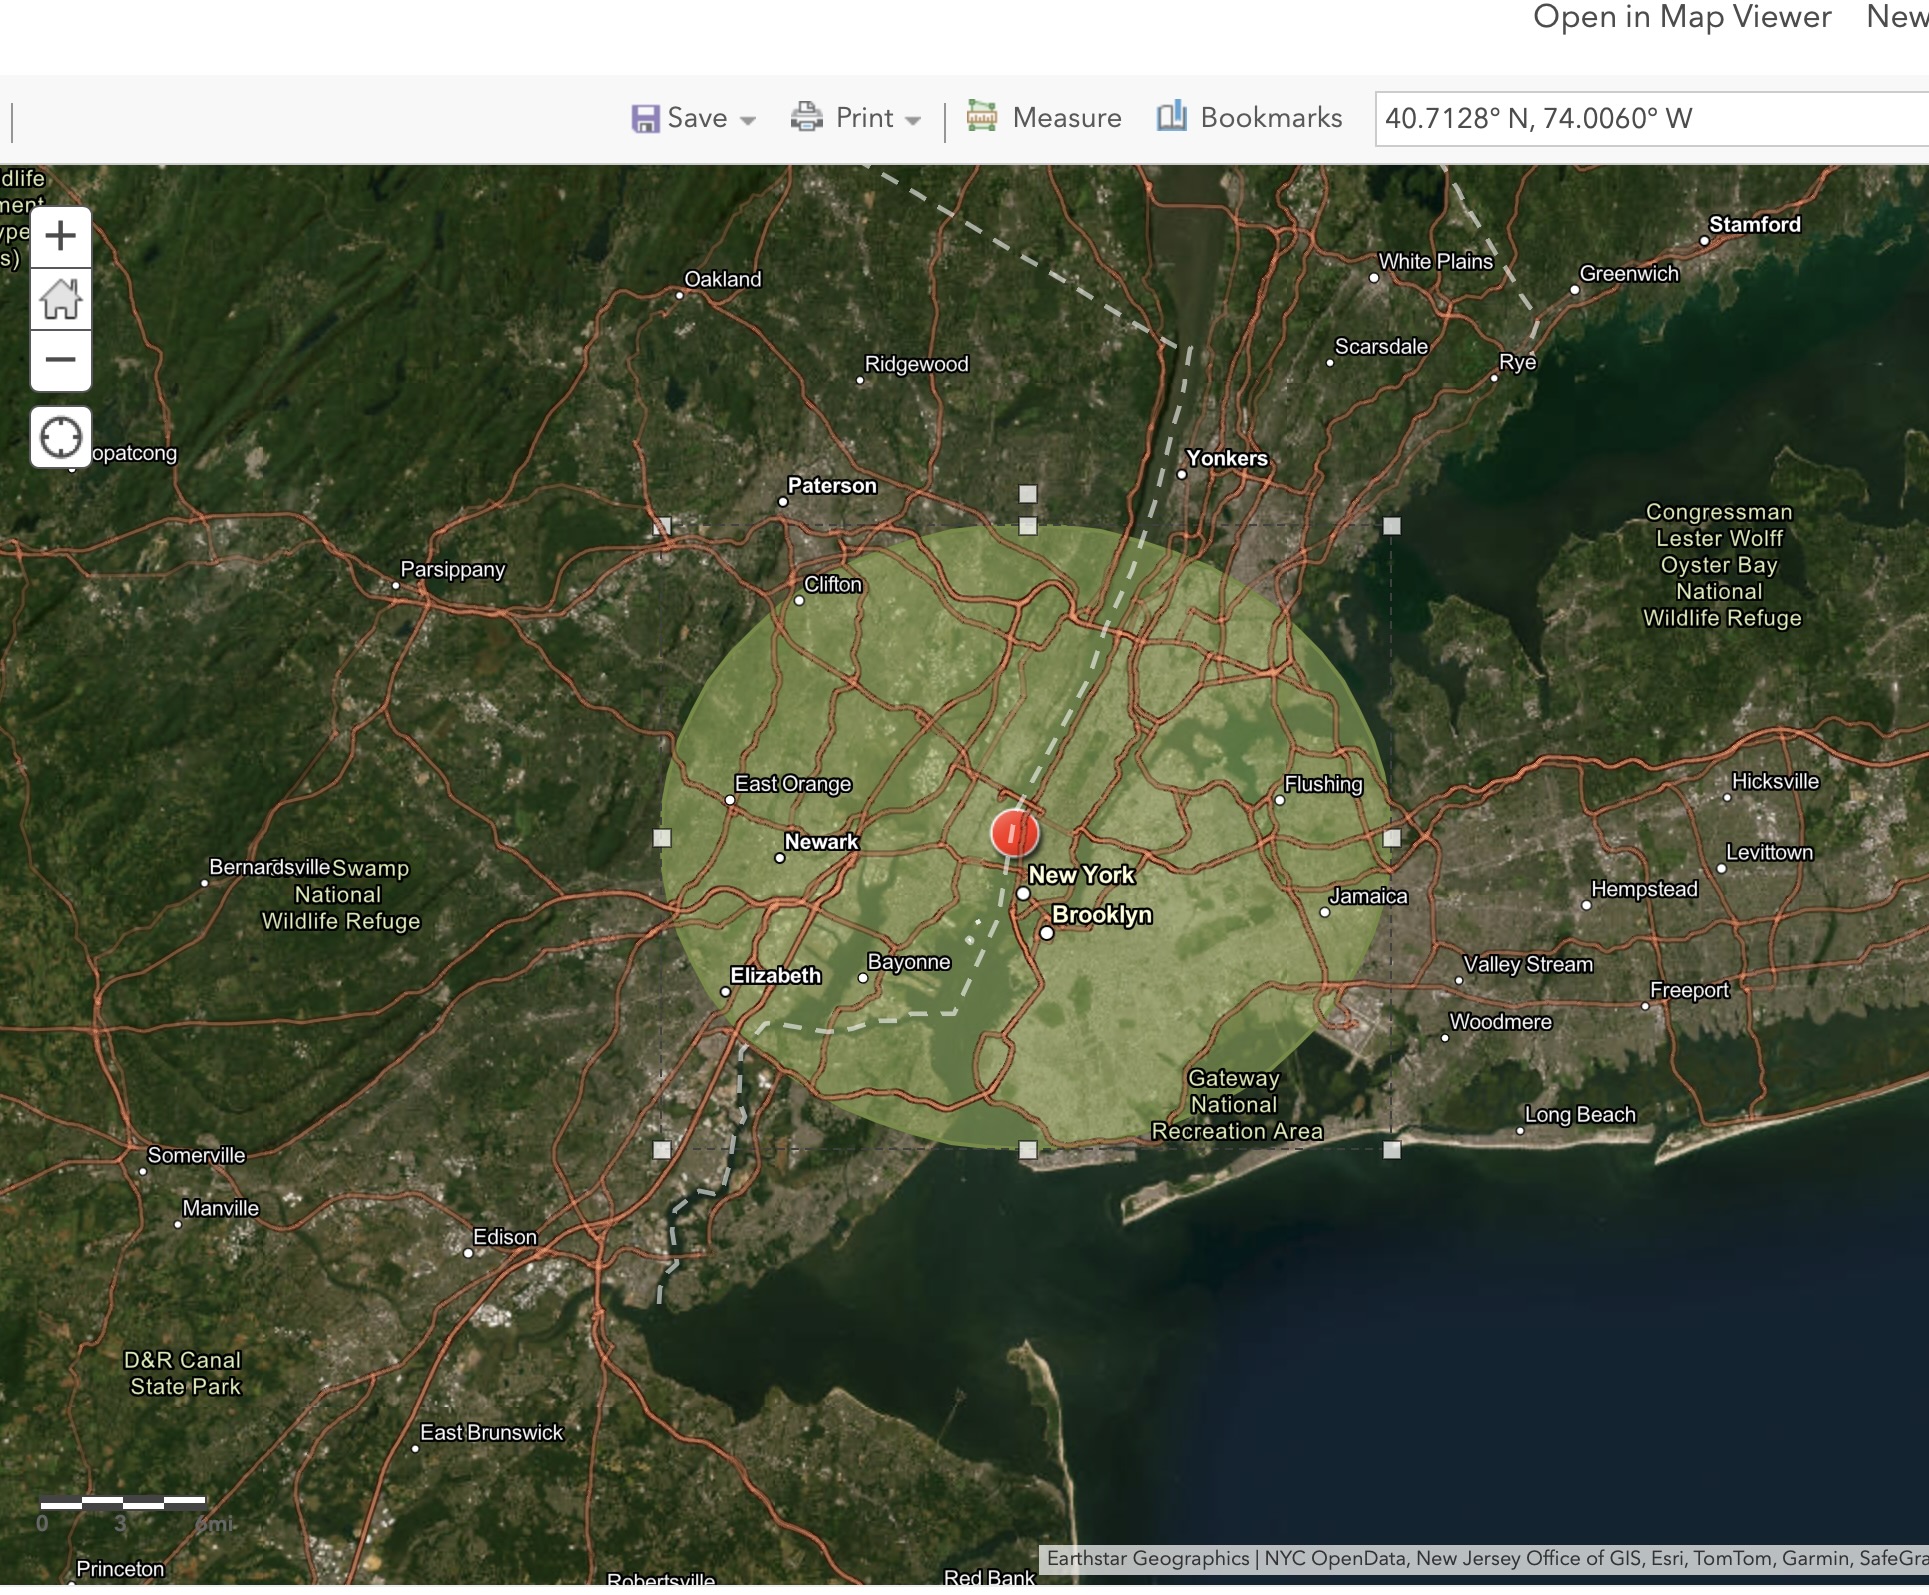 Open in Map Viewer New
Save Print Measure Bookmarks 40.7128° N, 74.0060° W
dlife
ment
s)
Stamford
White Plains
Greenwich
Oakland
Scarsdale
Ridgewood
Rye
opatcong
Yonkers
Paterson
Congressman
Lester Wolff
Oyster Bay
National
Wildlife Refuge
Parsippany
Clifton
East Orange
Flushing
Hicksville
Newark
Levittown
Bernardsville
Swamp
National
Wildlife Refuge
New York
Hempstead
Jamaica
Brooklyn
Bayonne
Valley Stream
Elizabeth
Freeport
Woodmere
Gateway
National
Recreation Area
Long Beach
Somerville
Manville
Edison
D&R Canal
State Park
East Brunswick
0 3 6mi
Princeton
Robertsville
Red Bank
Earthstar Geographics | NYC OpenData, New Jersey Office of GIS, Esri, TomTom, Garmin, SafeGra